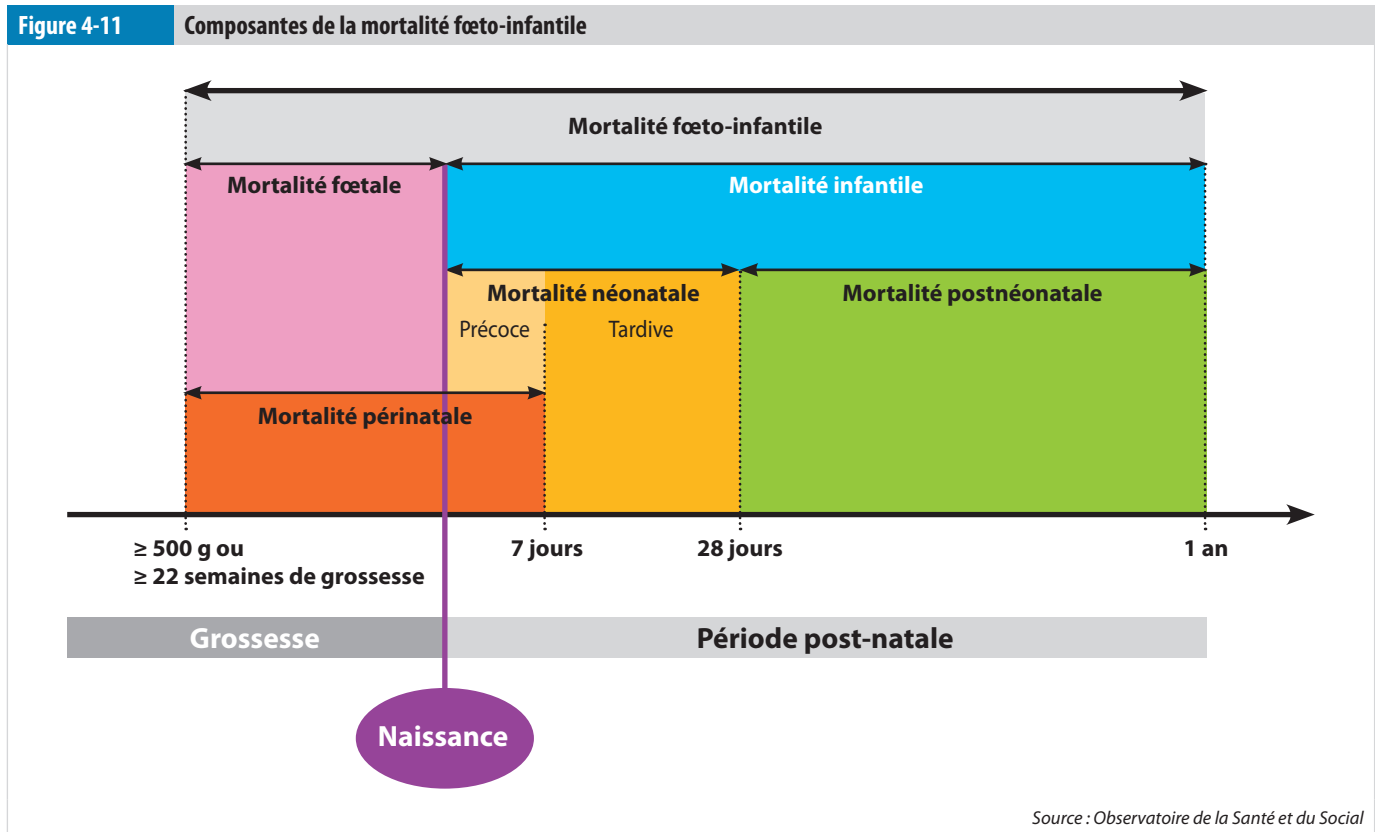 Figure 4-11 Composantes de la mortalité fœto-infantile
Mortalité fœto-infantile
Mortalité fœtale
Mortalité infantile
Mortalité néonatale
Mortalité postnéonatale
Précoce
Tardive
Mortalité périnatale
≥ 500 g ou
≥ 22 semaines de grossesse
7 jours
28 jours
1 an
Grossesse
Période post-natale
Naissance
Source : Observatoire de la Santé et du Social